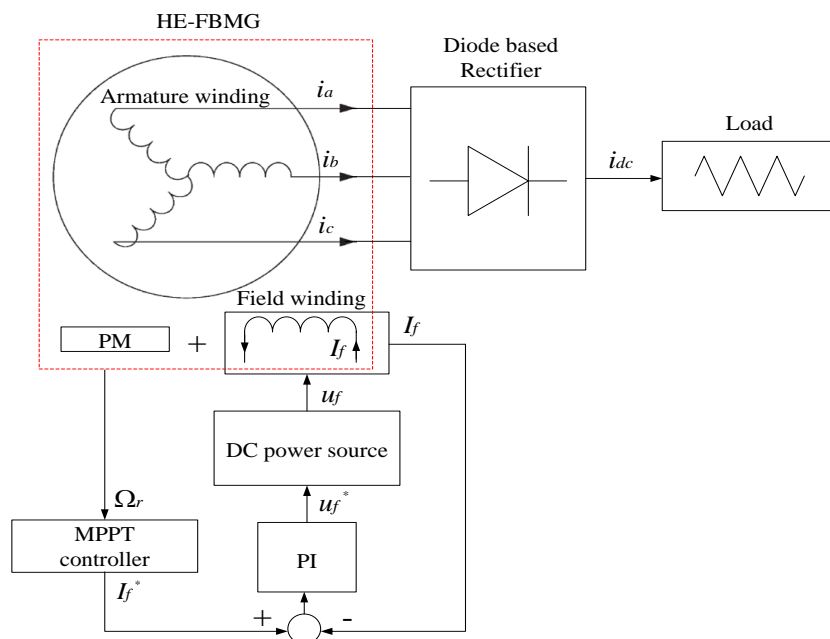 HE-FBMG
Diode based
Rectifier
Armature winding
i_a
i_b
i_c
i_dc
Load
Field winding
PM
+
I_f
I_f
u_f
DC power source
u_f*
Ω_r
MPPT
controller
PI
I_f*
+
-